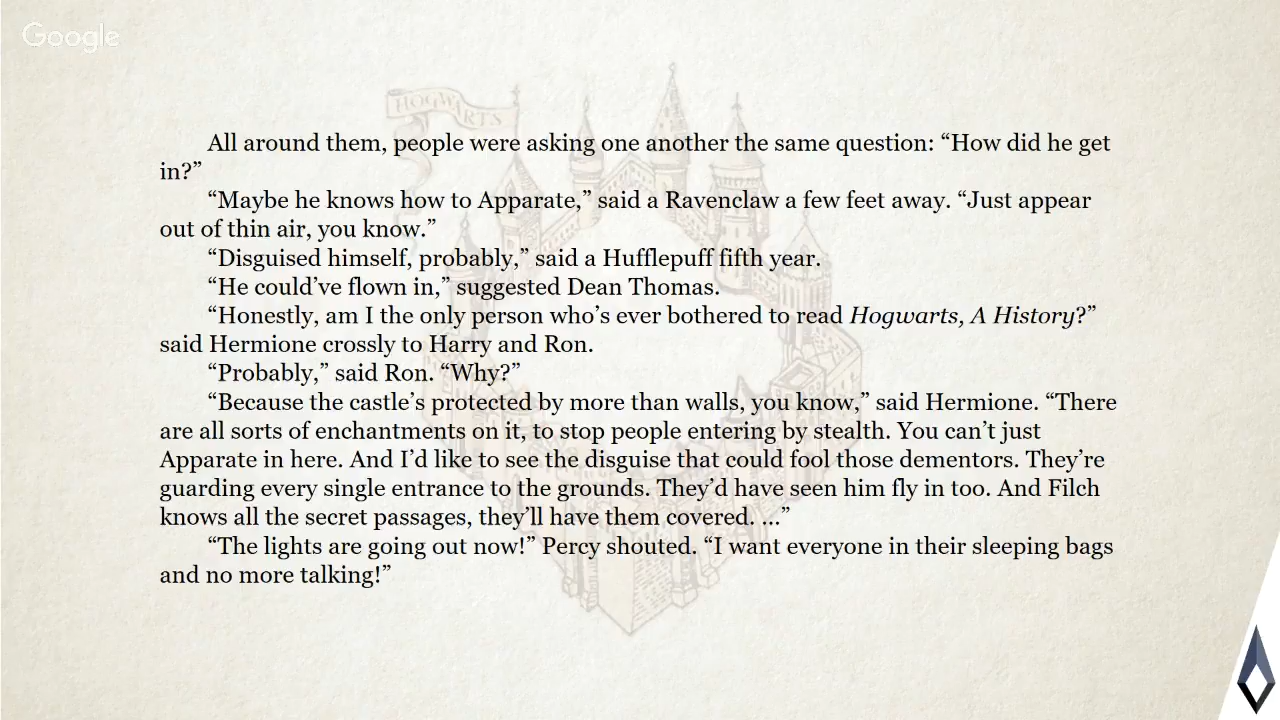 Google
HOGWARTS
All around them, people were asking one another the same question: “How did he get
in?”
“Maybe he knows how to Apparate,” said a Ravenclaw a few feet away. “Just appear
out of thin air, you know.”
“Disguised himself, probably,” said a Hufflepuff fifth year.
“He could’ve flown in,” suggested Dean Thomas.
“Honestly, am I the only person who’s ever bothered to read Hogwarts, A History?”
said Hermione crossly to Harry and Ron.
“Probably,” said Ron. “Why?”
“Because the castle’s protected by more than walls, you know,” said Hermione. “There
are all sorts of enchantments on it, to stop people entering by stealth. You can’t just
Apparate in here. And I’d like to see the disguise that could fool those dementors. They’re
guarding every single entrance to the grounds. They’d have seen him fly in too. And Filch
knows all the secret passages, they’ll have them covered. ...”
“The lights are going out now!” Percy shouted. “I want everyone in their sleeping bags
and no more talking!”